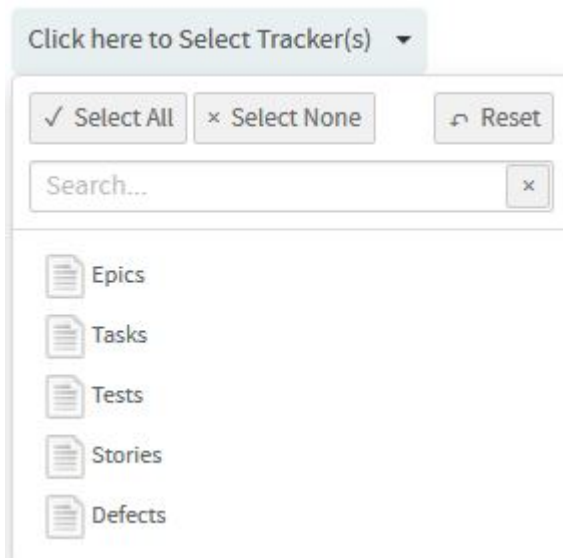 Click here to Select Tracker(s)
✓ Select All × Select None Reset
Search... ×
Epics
Tasks
Tests
Stories
Defects